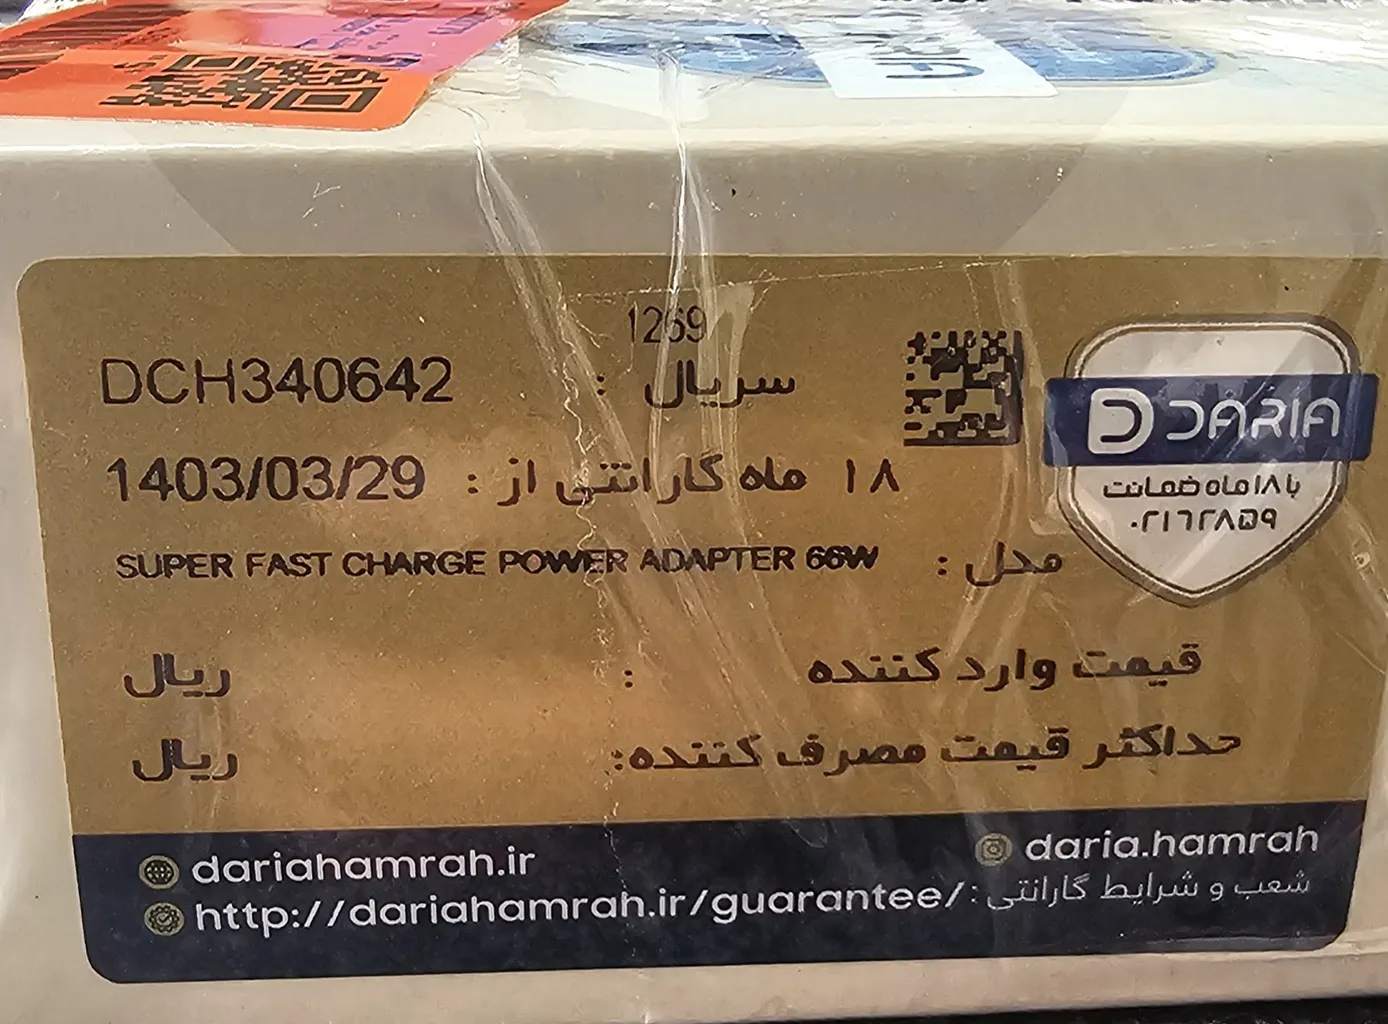 1269
سریال : DCH340642
۱۸ ماه گارانتی از : 1403/03/29
مدل : SUPER FAST CHARGE POWER ADAPTER 66W
قیمت وارد کننده : ریال
حداکثر قیمت مصرف کننده: ریال
DARIA
با ۱۸ ماه ضمانت
۰۲۱۶۲۸۵۹
dariahamrah.ir
daria.hamrah
شعب و شرایط گارانتی : http://dariahamrah.ir/guarantee/